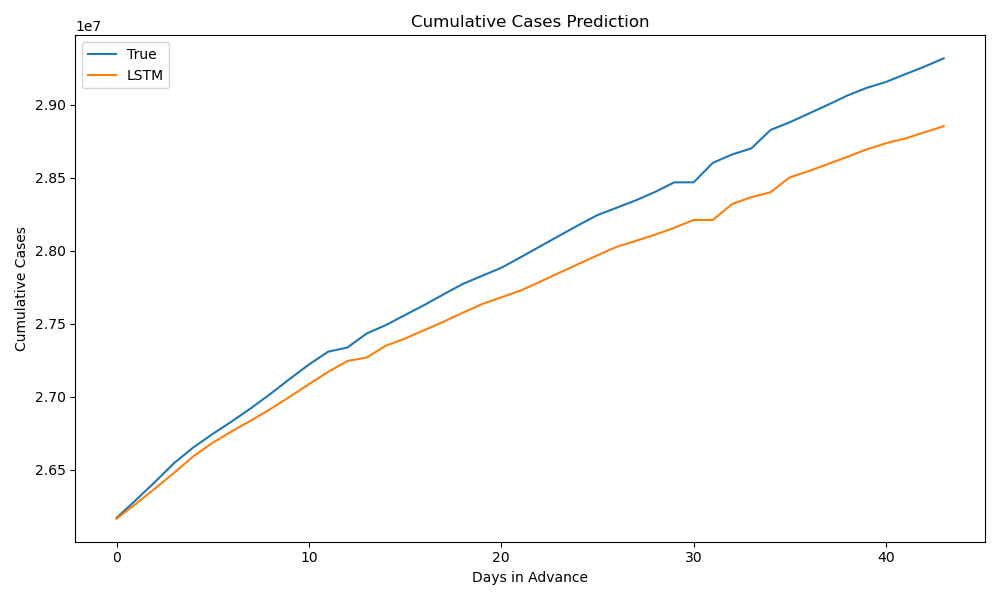 Cumulative Cases Prediction
1e7
True
LSTM
2.90
2.85
2.80
2.75
2.70
2.65
Cumulative Cases
0 10 20 30 40
Days in Advance